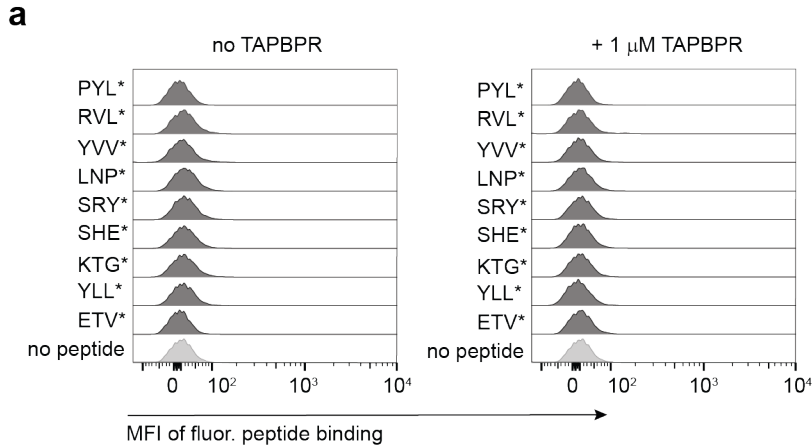 a
no TAPBPR
PYL*
RVL*
YVV*
LNP*
SRY*
SHE*
KTG*
YLL*
ETV*
no peptide
0 10² 10³ 10⁴
+ 1 μM TAPBPR
PYL*
RVL*
YVV*
LNP*
SRY*
SHE*
KTG*
YLL*
ETV*
no peptide
0 10² 10³ 10⁴
MFI of fluor. peptide binding